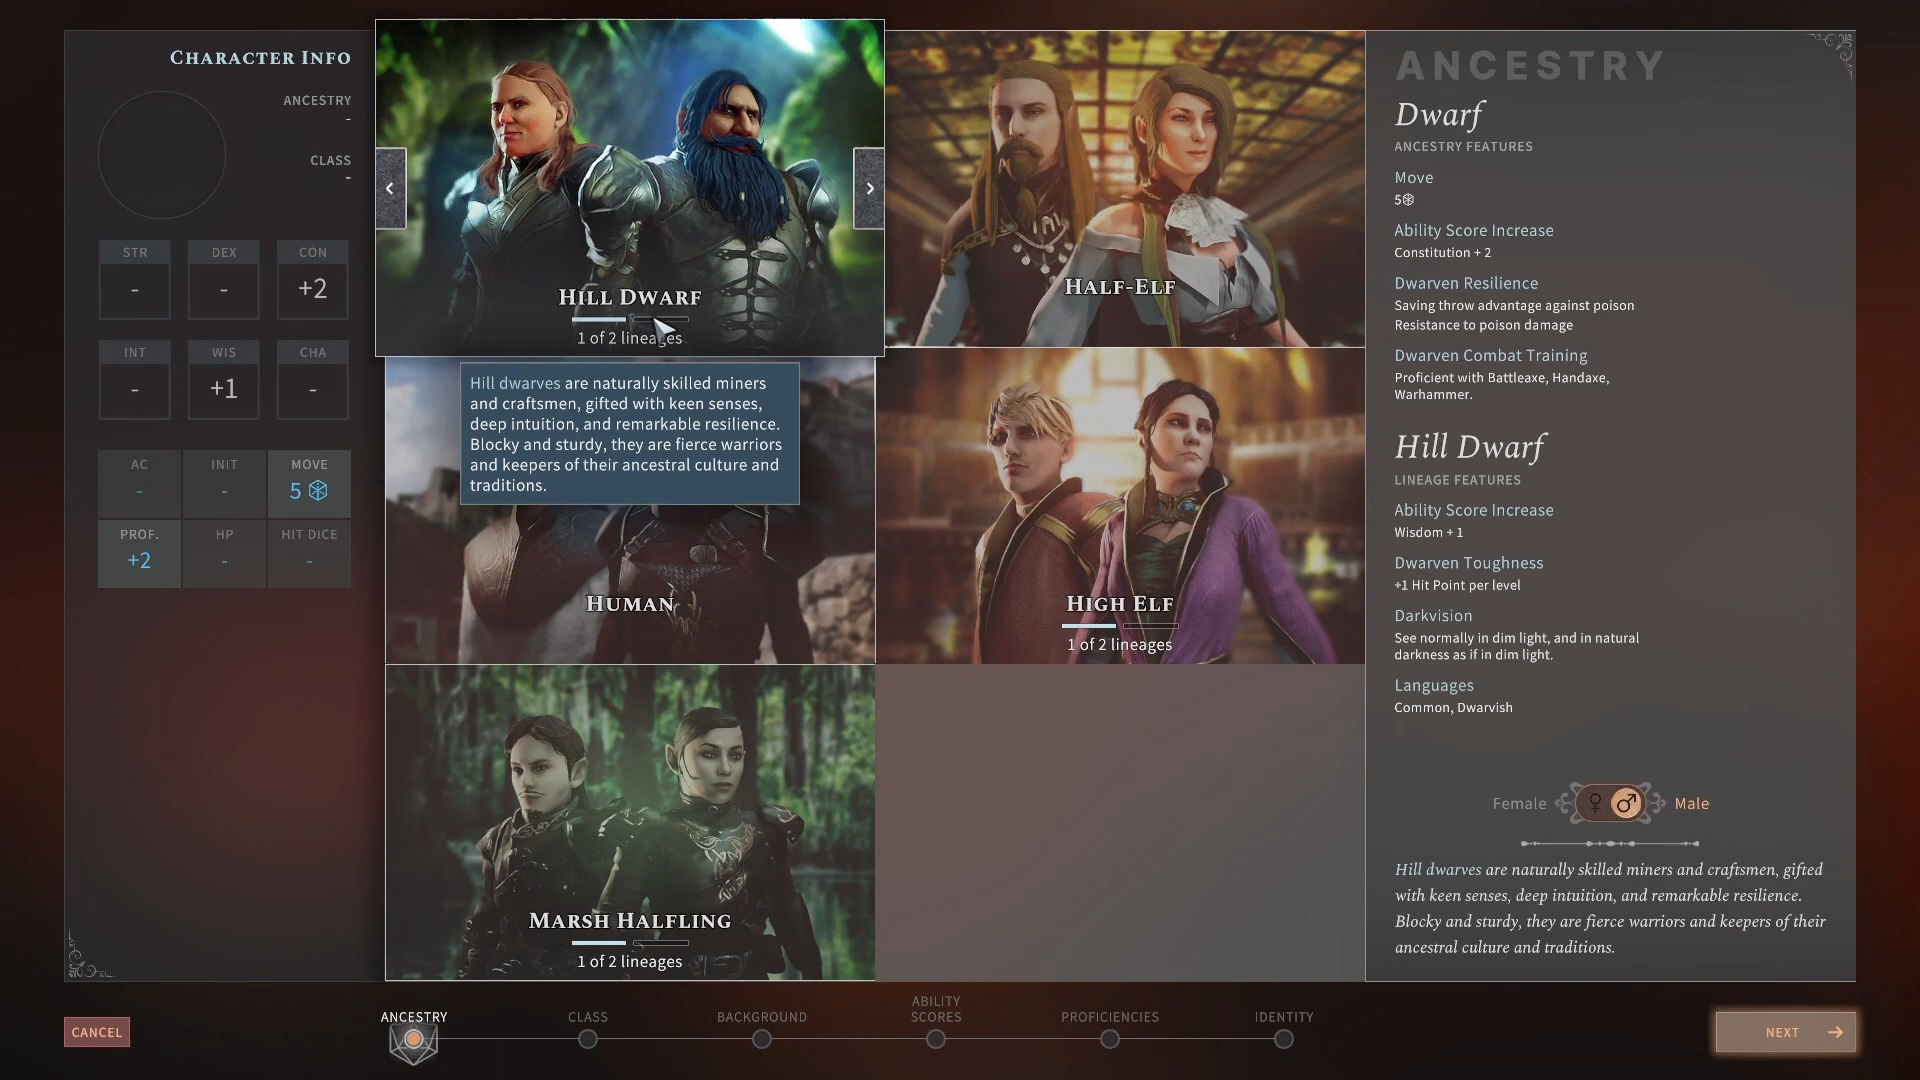 CHARACTER INFO
ANCESTRY
-
CLASS
-
STR
-
DEX
-
CON
+2
INT
-
WIS
+1
CHA
-
AC
-
INIT
-
MOVE
5
PROF.
+2
HP
-
HIT DICE
-
HILL DWARF
1 of 2 lineages
Hill dwarves are naturally skilled miners
and craftsmen, gifted with keen senses,
deep intuition, and remarkable resilience.
Blocky and sturdy, they are fierce warriors
and keepers of their ancestral culture and
traditions.
HALF-ELF
HUMAN
HIGH ELF
1 of 2 lineages
MARSH HALFLING
1 of 2 lineages
ANCESTRY
Dwarf
ANCESTRY FEATURES
Move
5
Ability Score Increase
Constitution + 2
Dwarven Resilience
Saving throw advantage against poison
Resistance to poison damage
Dwarven Combat Training
Proficient with Battleaxe, Handaxe,
Warhammer.
Hill Dwarf
LINEAGE FEATURES
Ability Score Increase
Wisdom + 1
Dwarven Toughness
+1 Hit Point per level
Darkvision
See normally in dim light, and in natural
darkness as if in dim light.
Languages
Common, Dwarvish
Female ♀ ♂ Male
Hill dwarves are naturally skilled miners and craftsmen, gifted
with keen senses, deep intuition, and remarkable resilience.
Blocky and sturdy, they are fierce warriors and keepers of their
ancestral culture and traditions.
CANCEL
ANCESTRY
CLASS
BACKGROUND
ABILITY
SCORES
PROFICIENCIES
IDENTITY
NEXT →